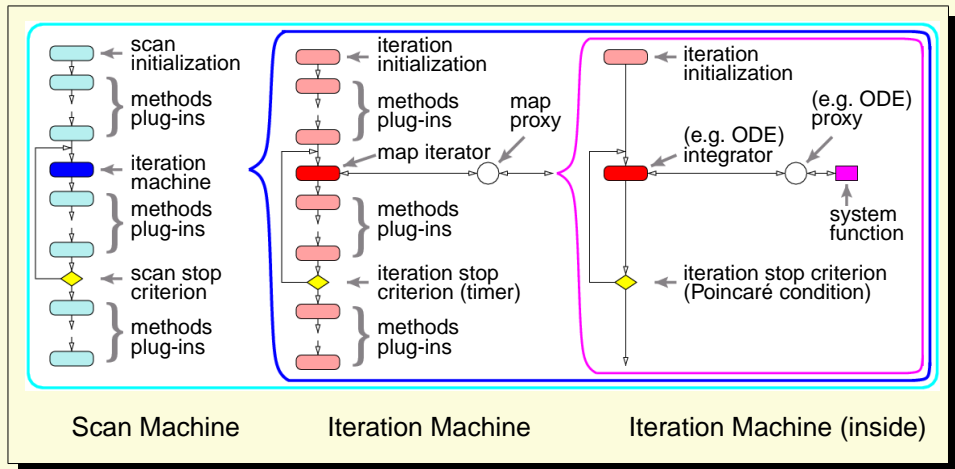 scan
initialization
methods
plug-ins
iteration
machine
methods
plug-ins
scan stop
criterion
methods
plug-ins
iteration
initialization
methods
plug-ins
map
proxy
map iterator
methods
plug-ins
iteration stop
criterion (timer)
methods
plug-ins
iteration
initialization
(e.g. ODE)
proxy
(e.g. ODE)
integrator
system
function
iteration stop criterion
(Poincaré condition)
Scan Machine
Iteration Machine
Iteration Machine (inside)